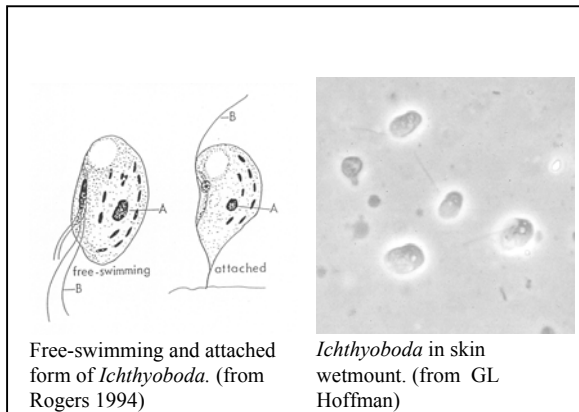 B
A
A
free-swimming
attached
B
Free-swimming and attached
form of Ichthyoboda. (from
Rogers 1994)
Ichthyoboda in skin
wetmount. (from GL
Hoffman)